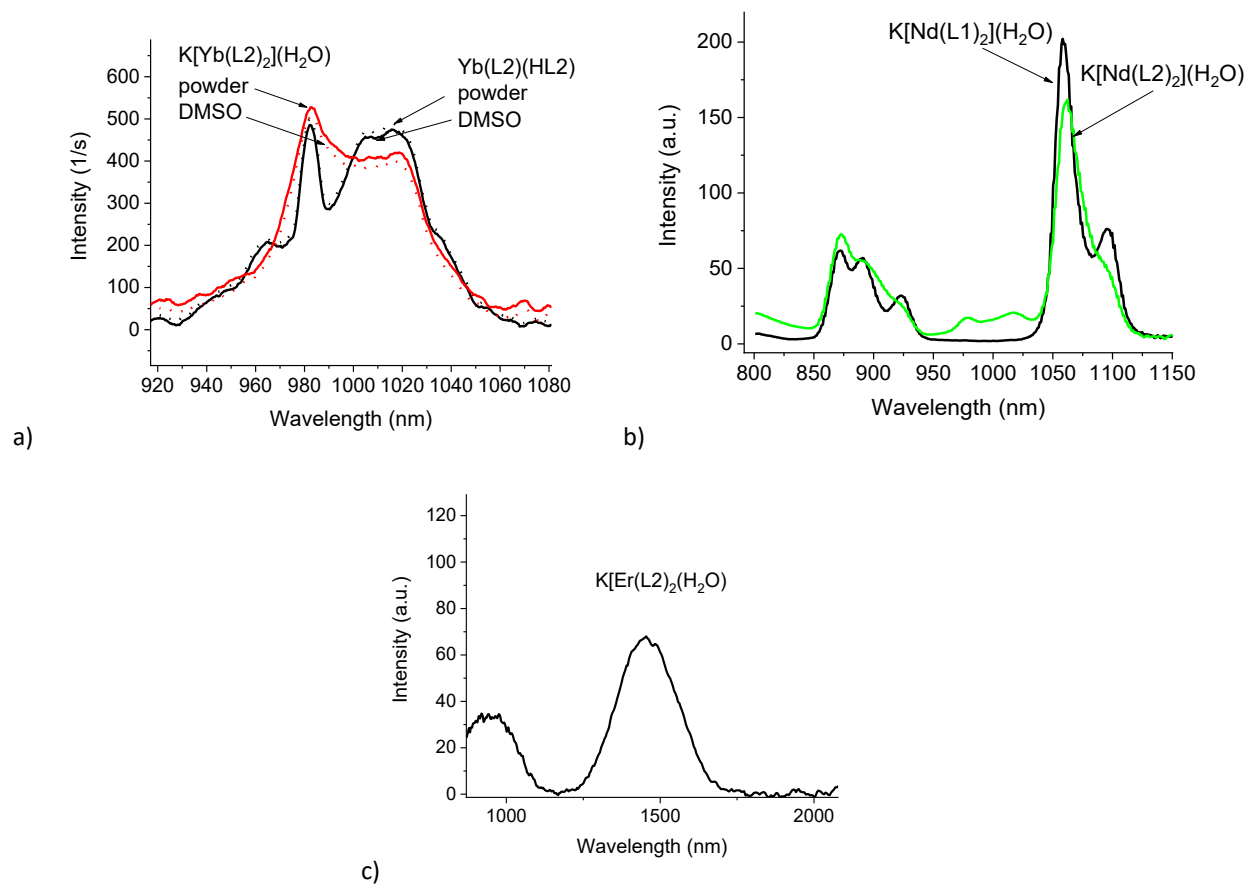 K[Yb(L2)₂](H₂O)
powder
DMSO
Yb(L2)(HL2)
powder
DMSO
600
500
400
300
200
100
0
Intensity (1/s)
920 940 960 980 1000 1020 1040 1060 1080
Wavelength (nm)
a)
K[Nd(L1)₂](H₂O)
K[Nd(L2)₂](H₂O)
200
150
100
50
0
Intensity (a.u.)
800 850 900 950 1000 1050 1100 1150
Wavelength (nm)
b)
K[Er(L2)₂(H₂O)
120
100
80
60
40
20
0
Intensity (a.u.)
1000 1500 2000
Wavelength (nm)
c)